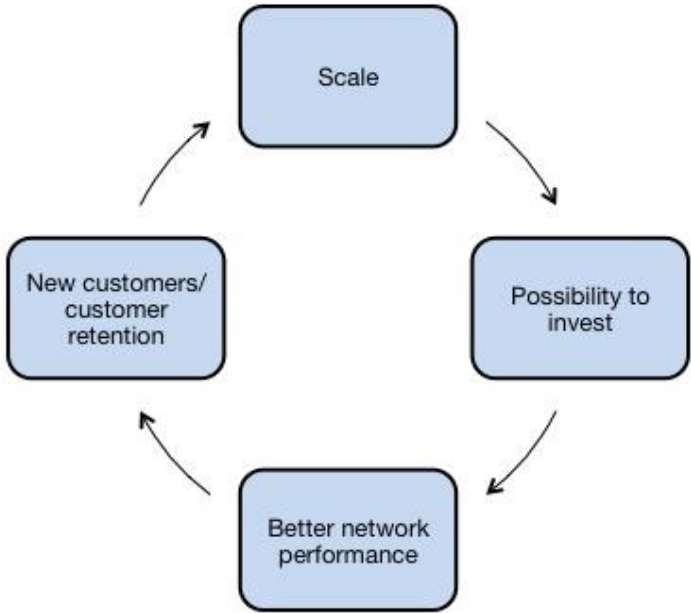 Scale
Possibility to
invest
Better network
performance
New customers/
customer
retention